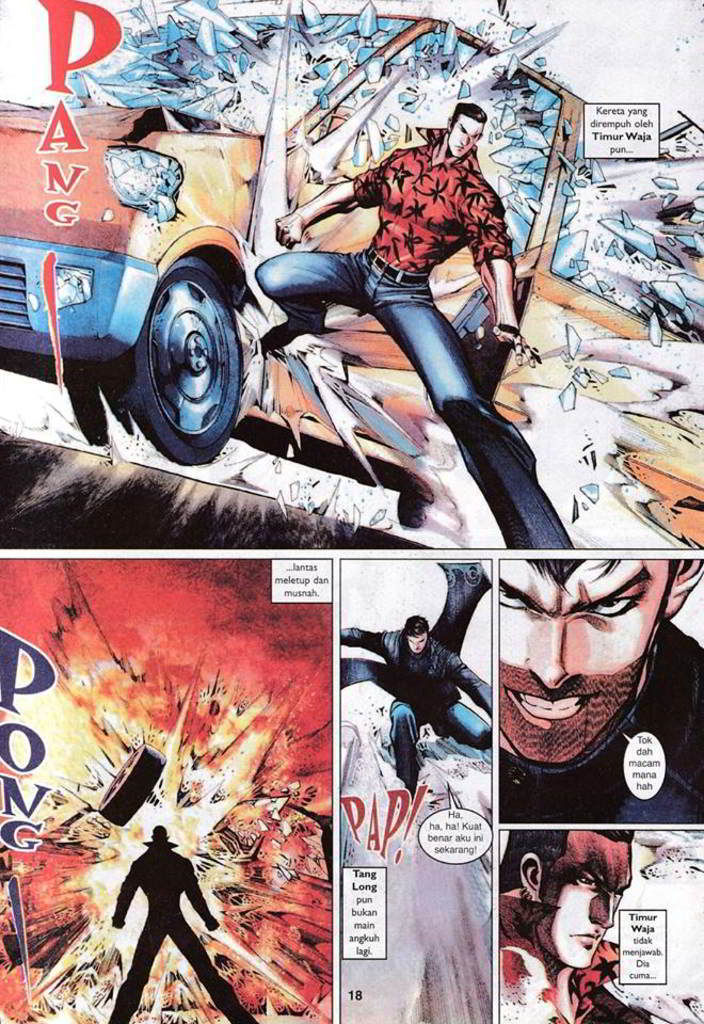 PANG!
Kereta yang
dirempuh oleh
Timur Waja
pun...
...lantas
meletup dan
musnah.
PONG!
PAP!
Ha,
ha, ha! Kuat
benar aku ini
sekarang!
Tang
Long
pun
bukan
main
angkuh
lagi.
Tok
dah
macam
mana
hah
Timur
Waja
tidak
menjawab.
Dia
cuma...
18